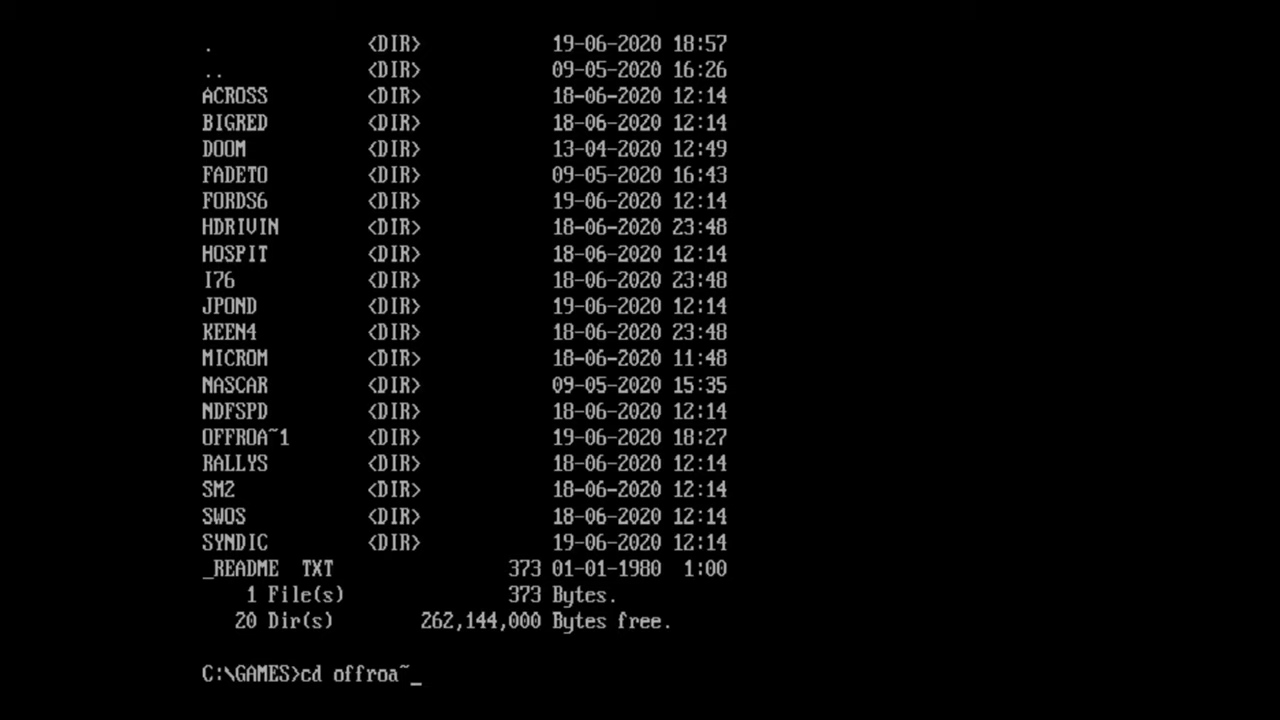 . <DIR> 19-06-2020 18:57
.. <DIR> 09-05-2020 16:26
ACROSS <DIR> 18-06-2020 12:14
BIGRED <DIR> 18-06-2020 12:14
DOOM <DIR> 13-04-2020 12:49
FADETO <DIR> 09-05-2020 16:43
FORDS6 <DIR> 19-06-2020 12:14
HDRIVIN <DIR> 18-06-2020 23:48
HOSPIT <DIR> 18-06-2020 12:14
I76 <DIR> 18-06-2020 23:48
JPOND <DIR> 19-06-2020 12:14
KEEN4 <DIR> 18-06-2020 23:48
MICROM <DIR> 18-06-2020 11:48
NASCAR <DIR> 09-05-2020 15:35
NDFSPD <DIR> 18-06-2020 12:14
OFFROA~1 <DIR> 19-06-2020 18:27
RALLYS <DIR> 18-06-2020 12:14
SM2 <DIR> 18-06-2020 12:14
SWOS <DIR> 18-06-2020 12:14
SYNDIC <DIR> 19-06-2020 12:14
_README TXT 373 01-01-1980 1:00
1 File(s) 373 Bytes.
20 Dir(s) 262,144,000 Bytes free.
C:\GAMES>cd offroa~_